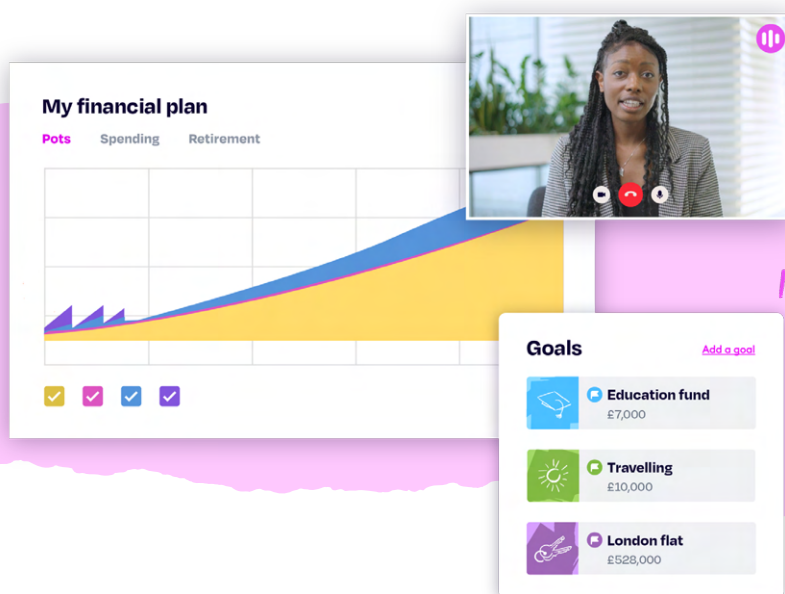 My financial plan
Pots Spending Retirement
Goals
Add a goal
Education fund
£7,000
Travelling
£10,000
London flat
£528,000